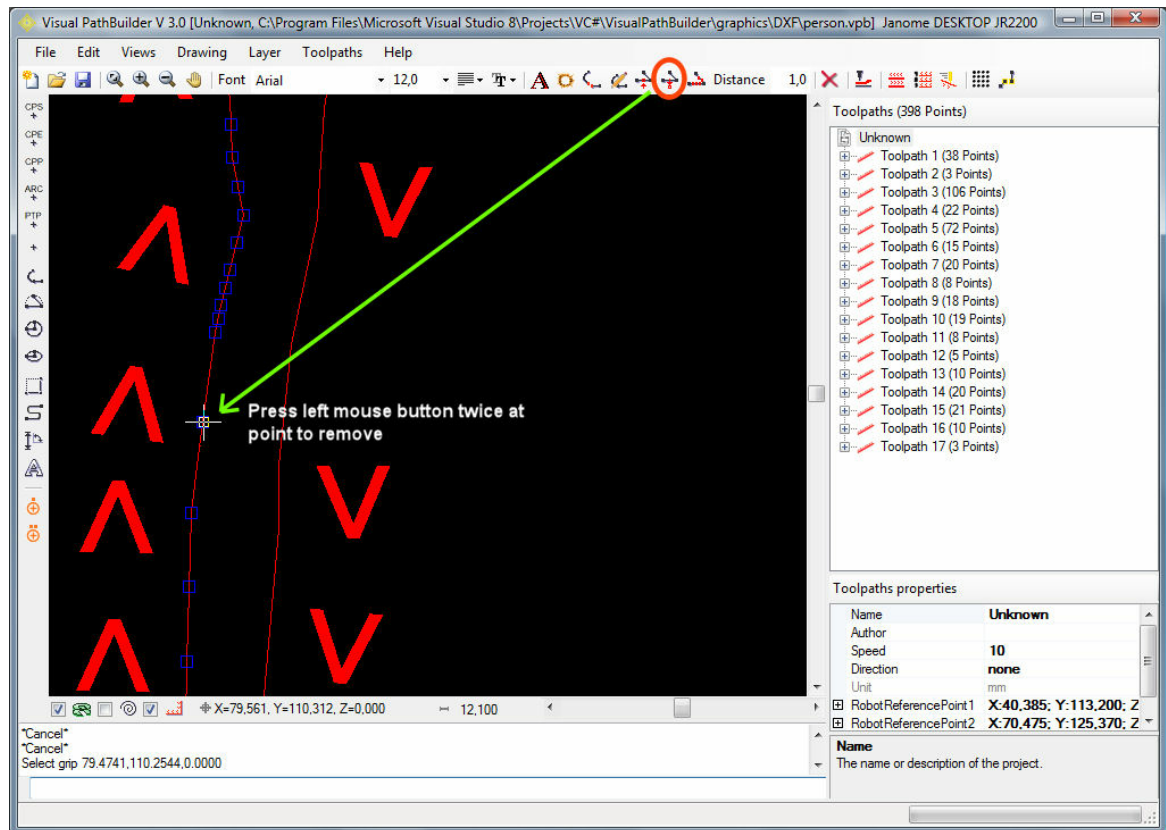 Visual PathBuilder V 3.0 [Unknown, C:\Program Files\Microsoft Visual Studio 8\Projects\VC#\VisualPathBuilder\graphics\DXF\person.vpb] Janome DESKTOP JR2200
File Edit Views Drawing Layer Toolpaths Help
Font Arial 12,0 Distance 1,0
CPS
CPE
CPP
ARC
PTP
Press left mouse button twice at
point to remove
Toolpaths (398 Points)
Unknown
Toolpath 1 (38 Points)
Toolpath 2 (3 Points)
Toolpath 3 (106 Points)
Toolpath 4 (22 Points)
Toolpath 5 (72 Points)
Toolpath 6 (15 Points)
Toolpath 7 (20 Points)
Toolpath 8 (8 Points)
Toolpath 9 (18 Points)
Toolpath 10 (19 Points)
Toolpath 11 (8 Points)
Toolpath 12 (5 Points)
Toolpath 13 (10 Points)
Toolpath 14 (20 Points)
Toolpath 15 (21 Points)
Toolpath 16 (10 Points)
Toolpath 17 (3 Points)
Toolpaths properties
Name Unknown
Author
Speed 10
Direction none
Unit mm
RobotReferencePoint1 X:40,385; Y:113,200; Z
RobotReferencePoint2 X:70,475; Y:125,370; Z
Name
The name or description of the project.
X=79,561, Y=110,312, Z=0,000 12,100
*Cancel*
*Cancel*
Select grip 79.4741,110.2544,0.0000